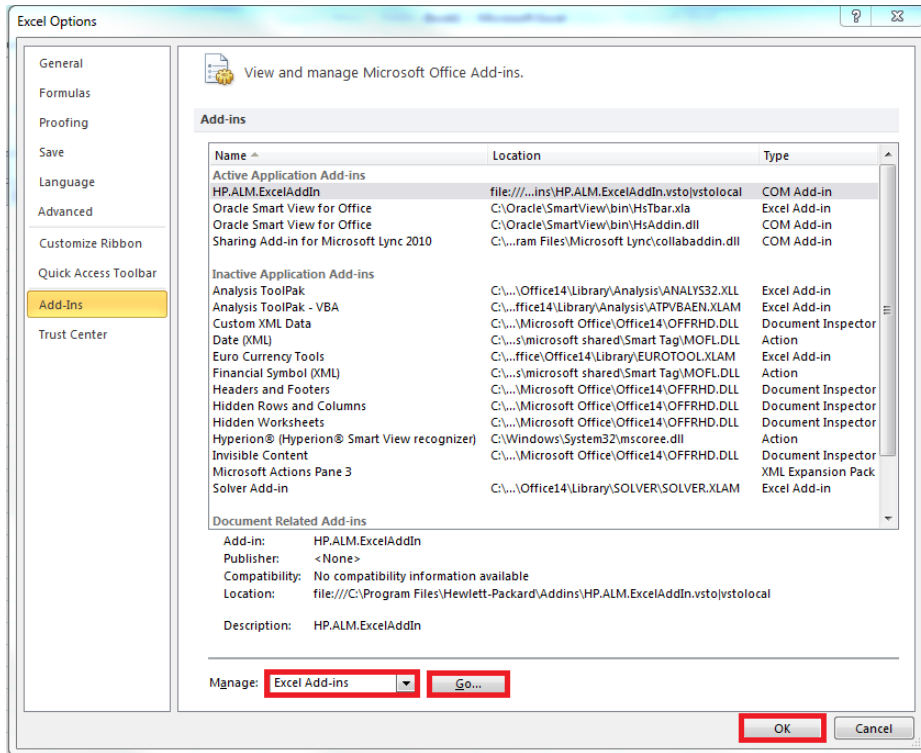 Excel Options
General
Formulas
Proofing
Save
Language
Advanced
Customize Ribbon
Quick Access Toolbar
Add-Ins
Trust Center
View and manage Microsoft Office Add-ins.
Add-ins
Name Location Type
Active Application Add-ins
HP.ALM.ExcelAddIn file:///...ins\HP.ALM.ExcelAddIn.vsto|vstolocal COM Add-in
Oracle Smart View for Office C:\Oracle\SmartView\bin\HsTbar.xla Excel Add-in
Oracle Smart View for Office C:\Oracle\SmartView\bin\HsAddin.dll COM Add-in
Sharing Add-in for Microsoft Lync 2010 C:\...ram Files\Microsoft Lync\collabaddin.dll COM Add-in
Inactive Application Add-ins
Analysis ToolPak C:\...\Office14\Library\Analysis\ANALYS32.XLL Excel Add-in
Analysis ToolPak - VBA C:\...ffice14\Library\Analysis\ATPVBAEN.XLAM Excel Add-in
Custom XML Data C:\...\Microsoft Office\Office14\OFFRHD.DLL Document Inspector
Date (XML) C:\...s\microsoft shared\Smart Tag\MOFL.DLL Action
Euro Currency Tools C:\...ffice\Office14\Library\EUROTOOL.XLAM Excel Add-in
Financial Symbol (XML) C:\...s\microsoft shared\Smart Tag\MOFL.DLL Action
Headers and Footers C:\...\Microsoft Office\Office14\OFFRHD.DLL Document Inspector
Hidden Rows and Columns C:\...\Microsoft Office\Office14\OFFRHD.DLL Document Inspector
Hidden Worksheets C:\...\Microsoft Office\Office14\OFFRHD.DLL Document Inspector
Hyperion® (Hyperion® Smart View recognizer) C:\Windows\System32\mscoree.dll Action
Invisible Content C:\...\Microsoft Office\Office14\OFFRHD.DLL Document Inspector
Microsoft Actions Pane 3 XML Expansion Pack
Solver Add-in C:\...\Office14\Library\SOLVER\SOLVER.XLAM Excel Add-in
Document Related Add-ins
Add-in: HP.ALM.ExcelAddIn
Publisher: <None>
Compatibility: No compatibility information available
Location: file:///C:\Program Files\Hewlett-Packard\Addins\HP.ALM.ExcelAddIn.vsto|vstolocal
Description: HP.ALM.ExcelAddIn
Manage: Excel Add-ins Go...
OK Cancel